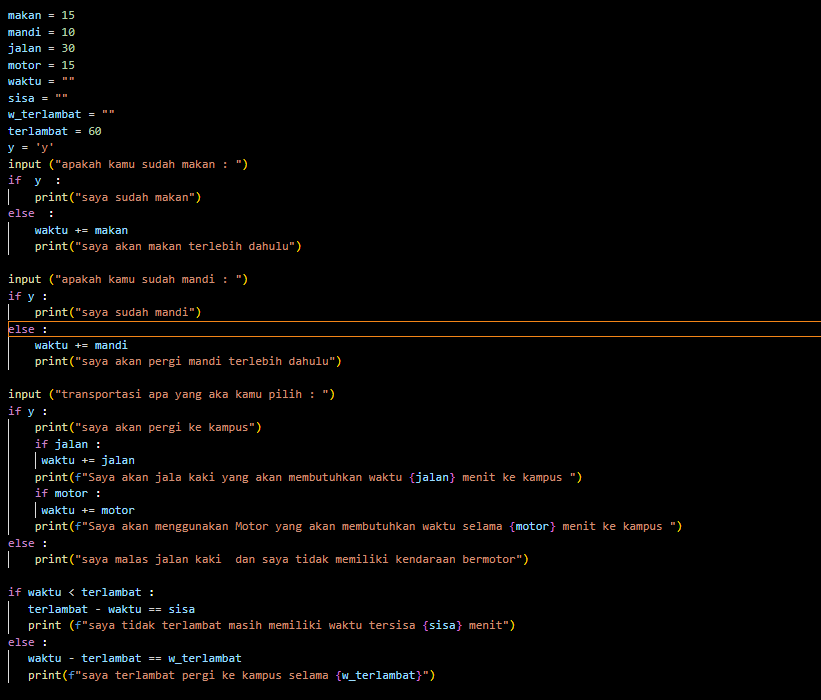 makan = 15
mandi = 10
jalan = 30
motor = 15
waktu = ""
sisa = ""
w_terlambat = ""
terlambat = 60
y = 'y'
input ("apakah kamu sudah makan : ")
if  y  :
    print("saya sudah makan")
else  :
    waktu += makan
    print("saya akan makan terlebih dahulu")

input ("apakah kamu sudah mandi : ")
if y :
    print("saya sudah mandi")
else :
    waktu += mandi
    print("saya akan pergi mandi terlebih dahulu")

input ("transportasi apa yang aka kamu pilih : ")
if y :
    print("saya akan pergi ke kampus")
    if jalan :
     waktu += jalan
    print(f"Saya akan jala kaki yang akan membutuhkan waktu {jalan} menit ke kampus ")
    if motor :
     waktu += motor
    print(f"Saya akan menggunakan Motor yang akan membutuhkan waktu selama {motor} menit ke kampus ")
else :
    print("saya malas jalan kaki  dan saya tidak memiliki kendaraan bermotor")

if waktu < terlambat :
   terlambat - waktu == sisa
   print (f"saya tidak terlambat masih memiliki waktu tersisa {sisa} menit")
else :
   waktu - terlambat == w_terlambat
   print(f"saya terlambat pergi ke kampus selama {w_terlambat}")